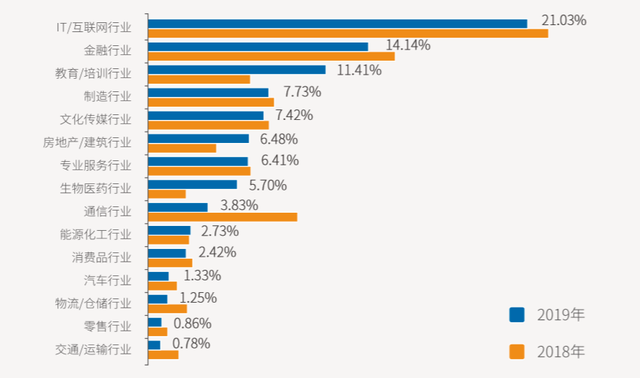 IT/互联网行业 21.03%
金融行业 14.14%
教育/培训行业 11.41%
制造行业 7.73%
文化传媒行业 7.42%
房地产/建筑行业 6.48%
专业服务行业 6.41%
生物医药行业 5.70%
通信行业 3.83%
能源化工行业 2.73%
消费品行业 2.42%
汽车行业 1.33%
物流/仓储行业 1.25%
零售行业 0.86%
交通/运输行业 0.78%
2019年
2018年